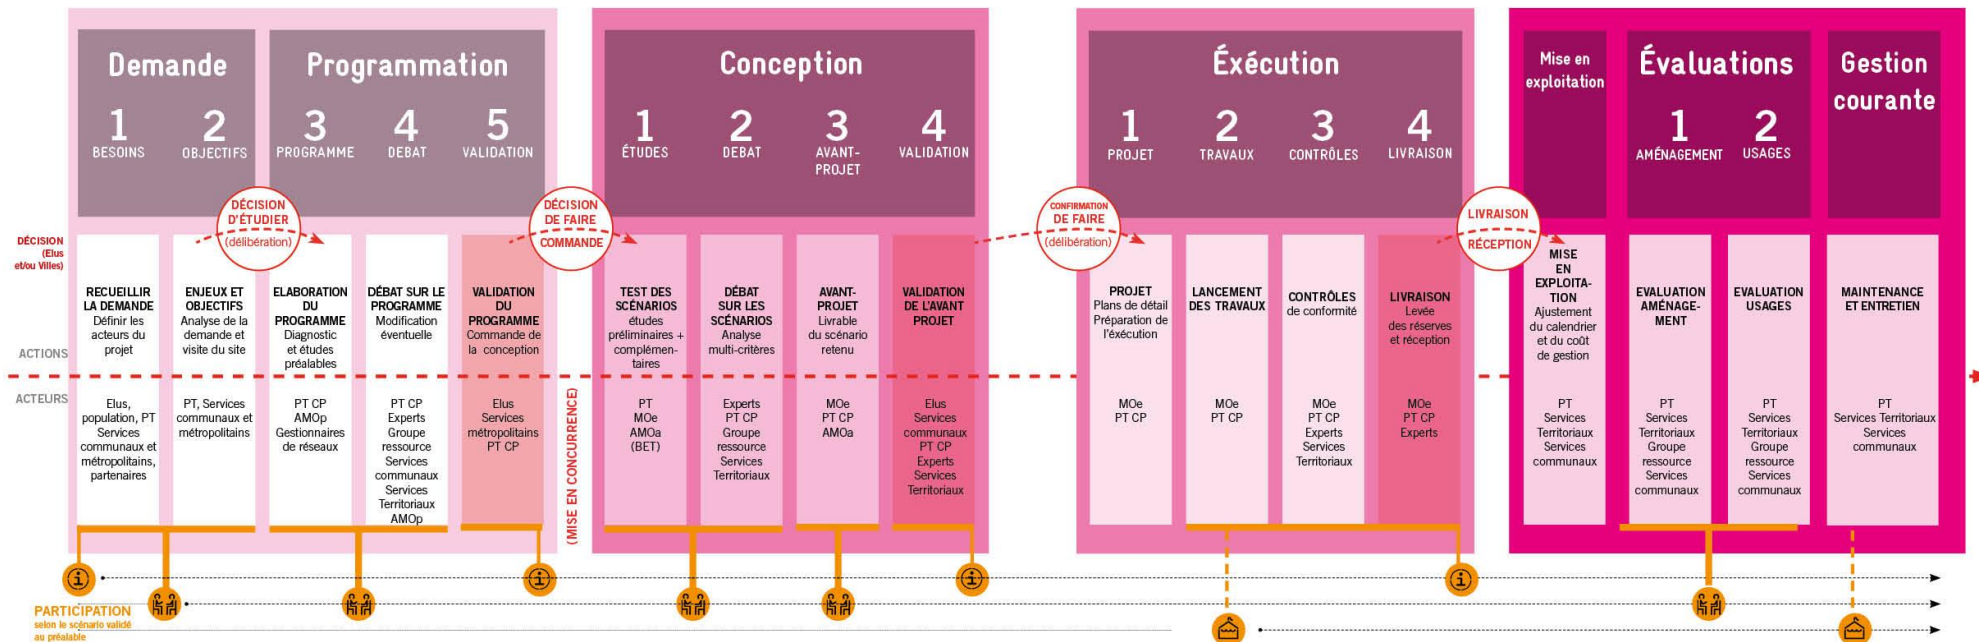 Demande
1
BESOINS
2
OBJECTIFS
Programmation
3
PROGRAMME
4
DEBAT
5
VALIDATION
Conception
1
ÉTUDES
2
DEBAT
3
AVANT-
PROJET
4
VALIDATION
Éxécution
1
PROJET
2
TRAVAUX
3
CONTRÔLES
4
LIVRAISON
Mise en
exploitation
Évaluations
1
AMÉNAGEMENT
2
USAGES
Gestion
courante
DÉCISION
(Elus
et/ou Villes)
DÉCISION
D'ÉTUDIER
(délibération)
DÉCISION
DE FAIRE
COMMANDE
CONFIRMATION
DE FAIRE
(délibération)
LIVRAISON
RÉCEPTION
ACTIONS
RECUEILLIR
LA DEMANDE
Définir les
acteurs du
projet
ENJEUX ET
OBJECTIFS
Analyse de la
demande et
visite du site
ELABORATION
DU
PROGRAMME
Diagnostic
et études
préalables
DÉBAT SUR LE
PROGRAMME
Modification
éventuelle
VALIDATION
DU
PROGRAMME
Commande de
la conception
TEST DES
SCÉNARIOS
études
préliminaires +
complémen-
taires
DÉBAT
SUR LES
SCÉNARIOS
Analyse
multi-critères
AVANT-
PROJET
Livrable
du scénario
retenu
VALIDATION
DE L'AVANT
PROJET
PROJET
Plans de détail
Préparation de
l'éxécution
LANCEMENT
DES TRAVAUX
CONTRÔLES
de conformité
LIVRAISON
Levée
des réserves
et réception
MISE
EN
EXPLOITA-
TION
Ajustement
du calendrier
et du coût
de gestion
EVALUATION
AMÉNAGE-
MENT
EVALUATION
USAGES
MAINTENANCE
ET ENTRETIEN
ACTEURS
Elus,
population, PT
Services
communaux et
métropolitains,
partenaires
PT, Services
communaux et
métropolitains
PT CP
AMOp
Gestionnaires
de réseaux
PT CP
Experts
Groupe
ressource
Services
communaux
Services
Territoriaux
AMOp
Elus
Services
métropolitains
PT CP
(MISE EN CONCURRENCE)
PT
MOe
AMOa
(BET)
Experts
PT CP
Groupe
ressource
Services
Territoriaux
MOe
PT CP
AMOa
Elus
Services
communaux
PT CP
Experts
Services
Territoriaux
MOe
PT CP
MOe
PT CP
MOe
PT CP
Experts
Services
Territoriaux
MOe
PT CP
Experts
PT
Services
Territoriaux
Services
communaux
PT
Services
Territoriaux
Groupe
ressource
Services
communaux
PT
Services
Territoriaux
Groupe
ressource
Services
communaux
PT
Services Territoriaux
Services
communaux
PARTICIPATION
selon le scénario validé
au préalable